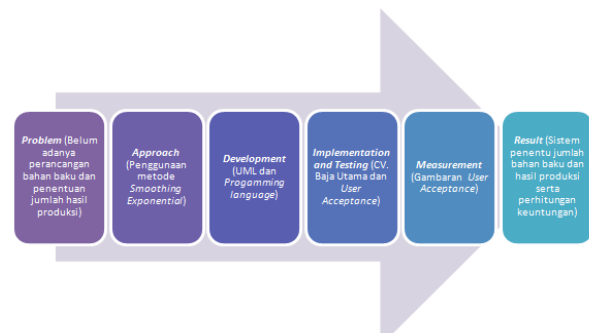 Problem (Belum
adanya
perancangan
bahan baku dan
penentuan
jumlah hasil
produksi)
Approach
(Penggunaan
metode
Smoothing
Exponential)
Development
(UML dan
Progamming
language)
Implementation
and Testing (CV.
Baja Utama dan
User
Acceptance)
Measurement
(Gambaran User
Acceptance)
Result (Sistem
penentu jumlah
bahan baku dan
hasil produksi
serta
perhitungan
keuntungan)